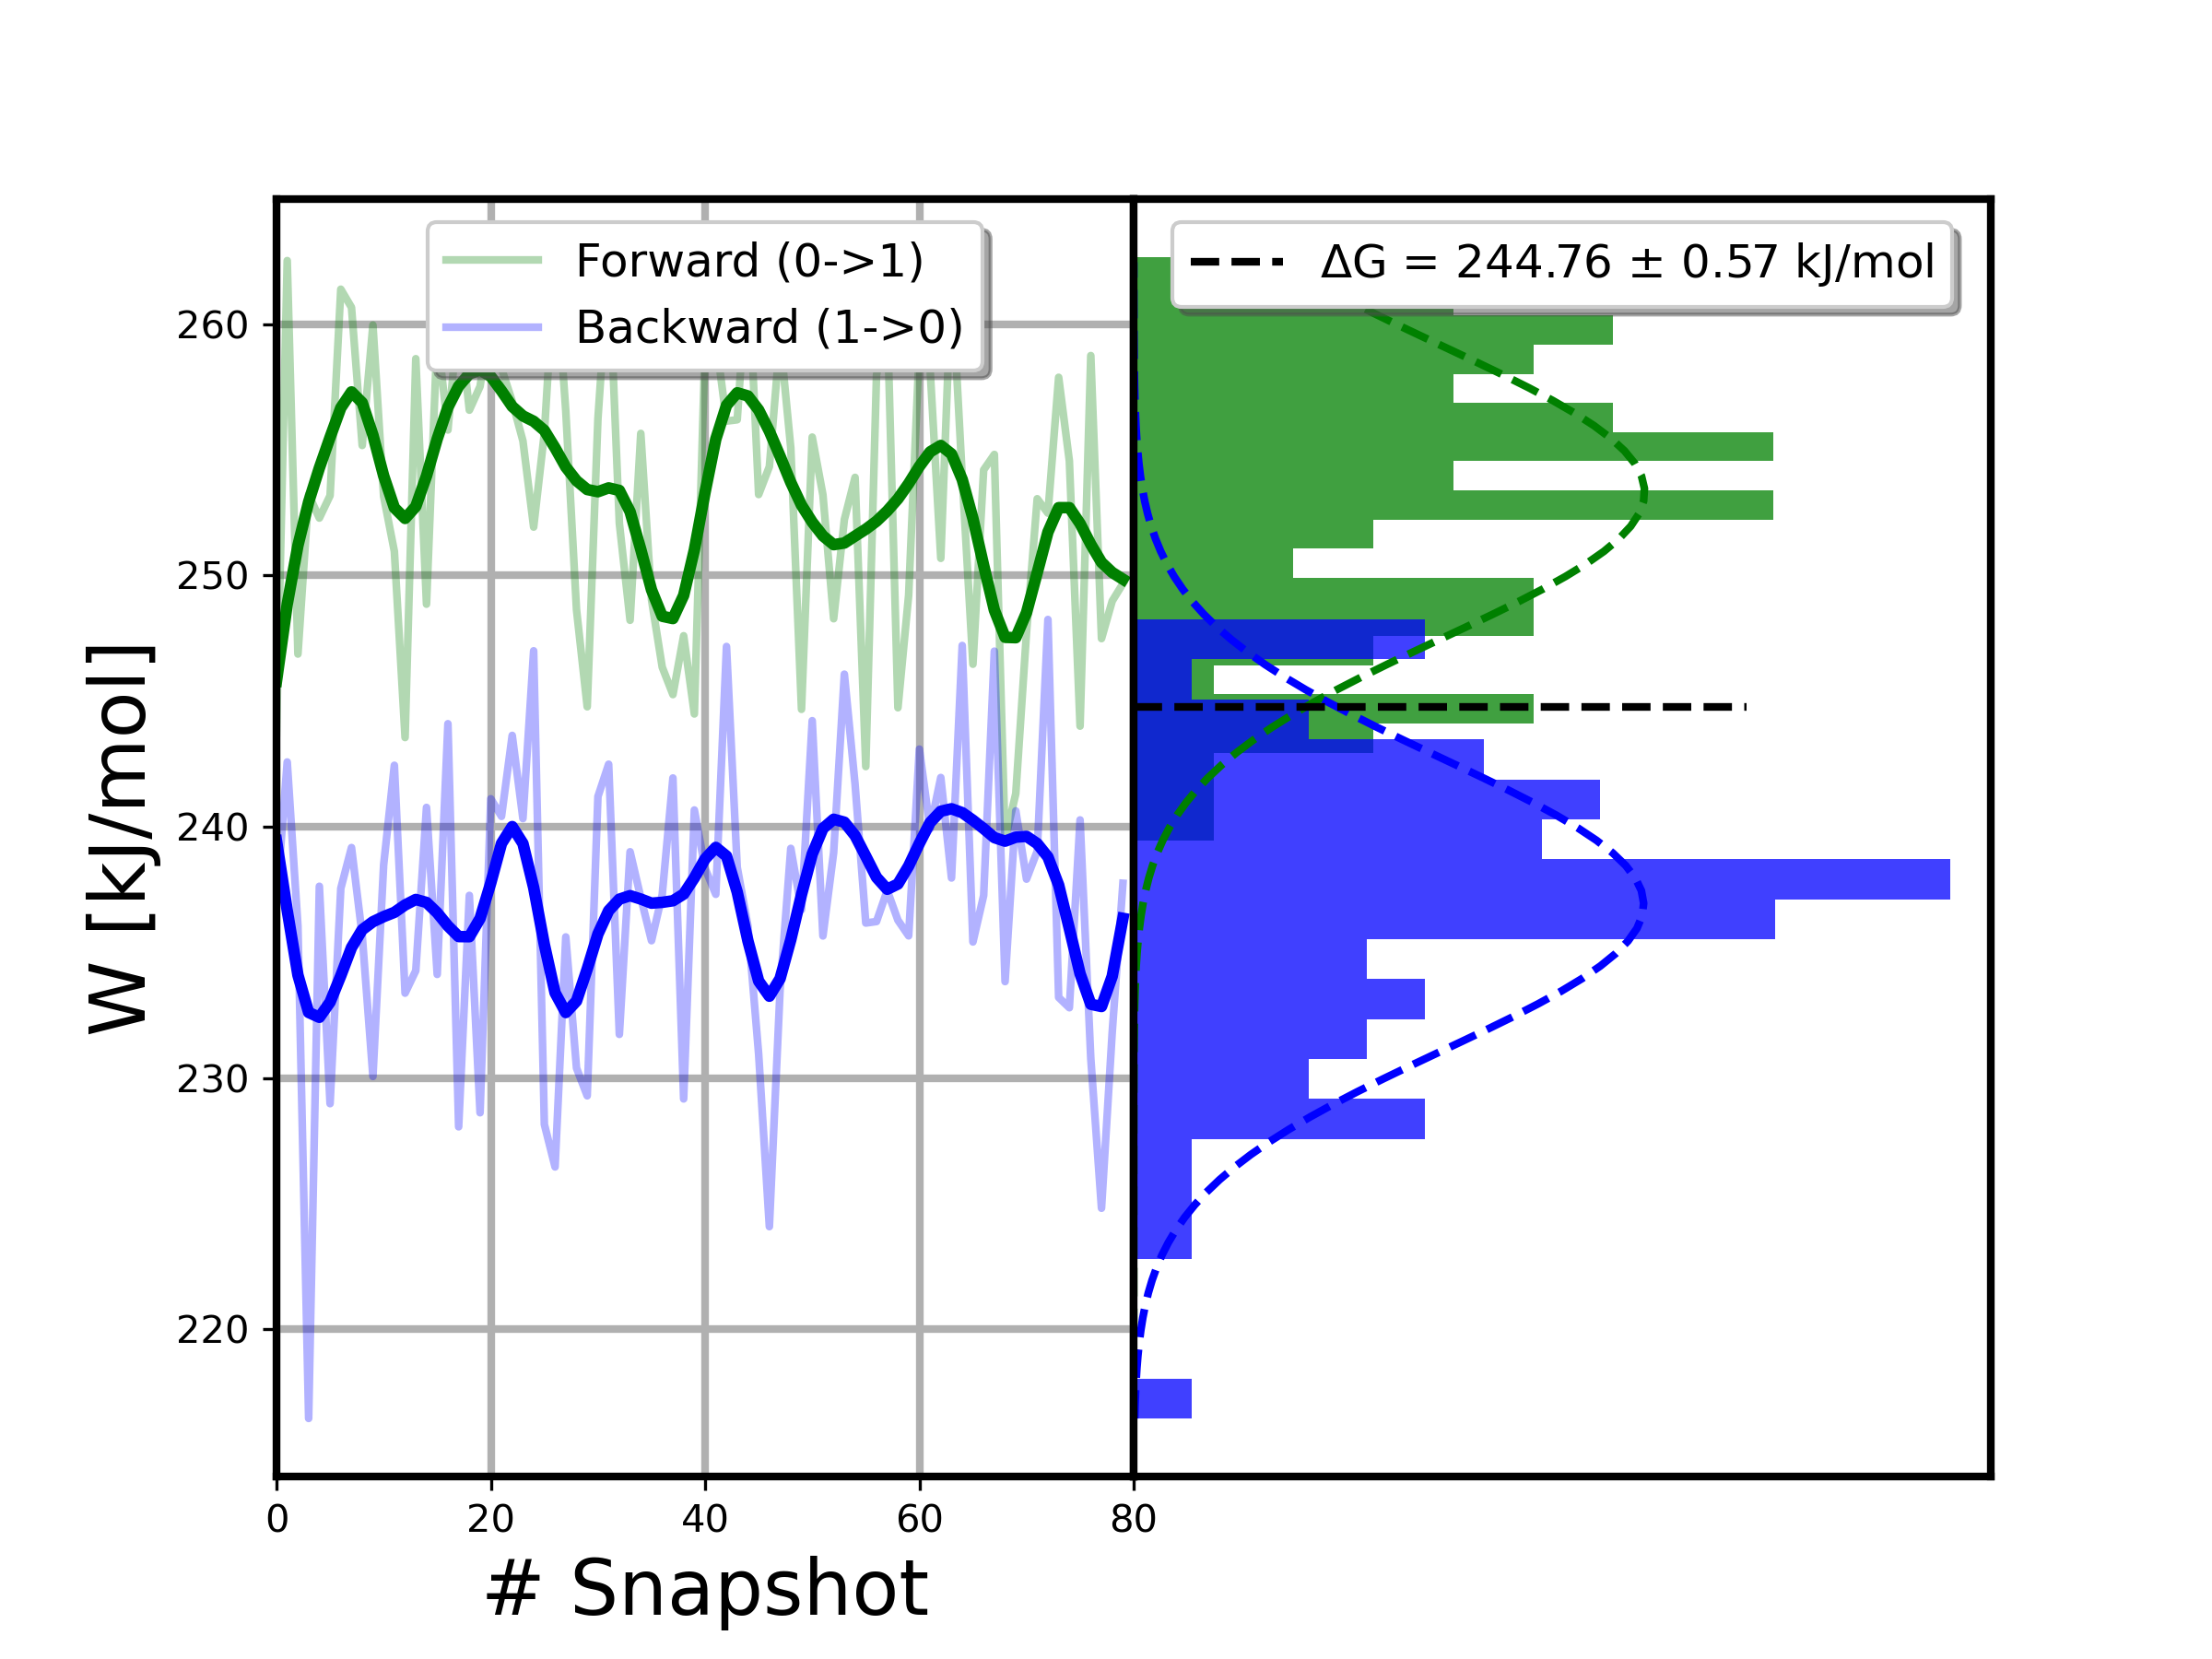 Forward (0->1)
Backward (1->0)
ΔG = 244.76 ± 0.57 kJ/mol
W [kJ/mol]
260
250
240
230
220
0 20 40 60 80
# Snapshot